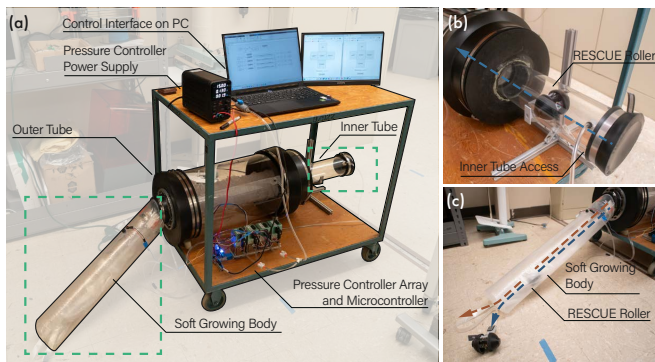 (a)
Control Interface on PC
Pressure Controller
Power Supply
Outer Tube
Inner Tube
Pressure Controller Array
and Microcontroller
Soft Growing Body
(b)
RESCUE Roller
Inner Tube Access
(c)
Soft Growing
Body
RESCUE Roller